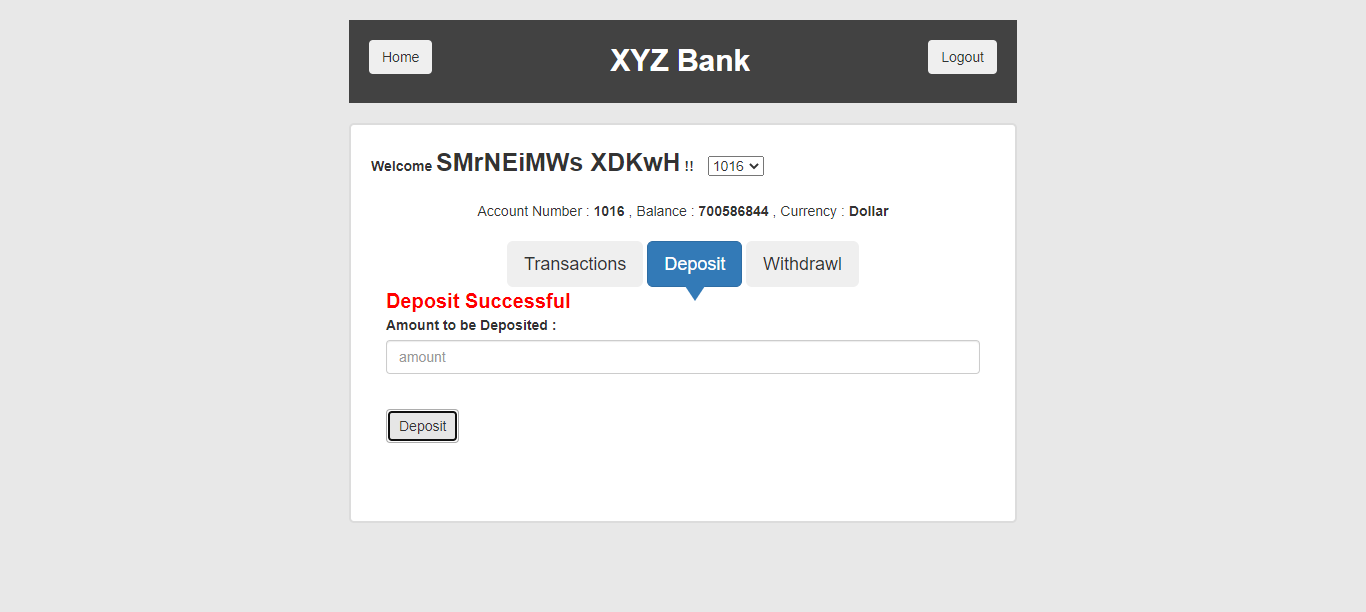 Home XYZ Bank Logout
Welcome SMrNEiMWs XDKwH !! 1016
Account Number : 1016 , Balance : 700586844 , Currency : Dollar
Transactions Deposit Withdrawl
Deposit Successful
Amount to be Deposited :
amount
Deposit